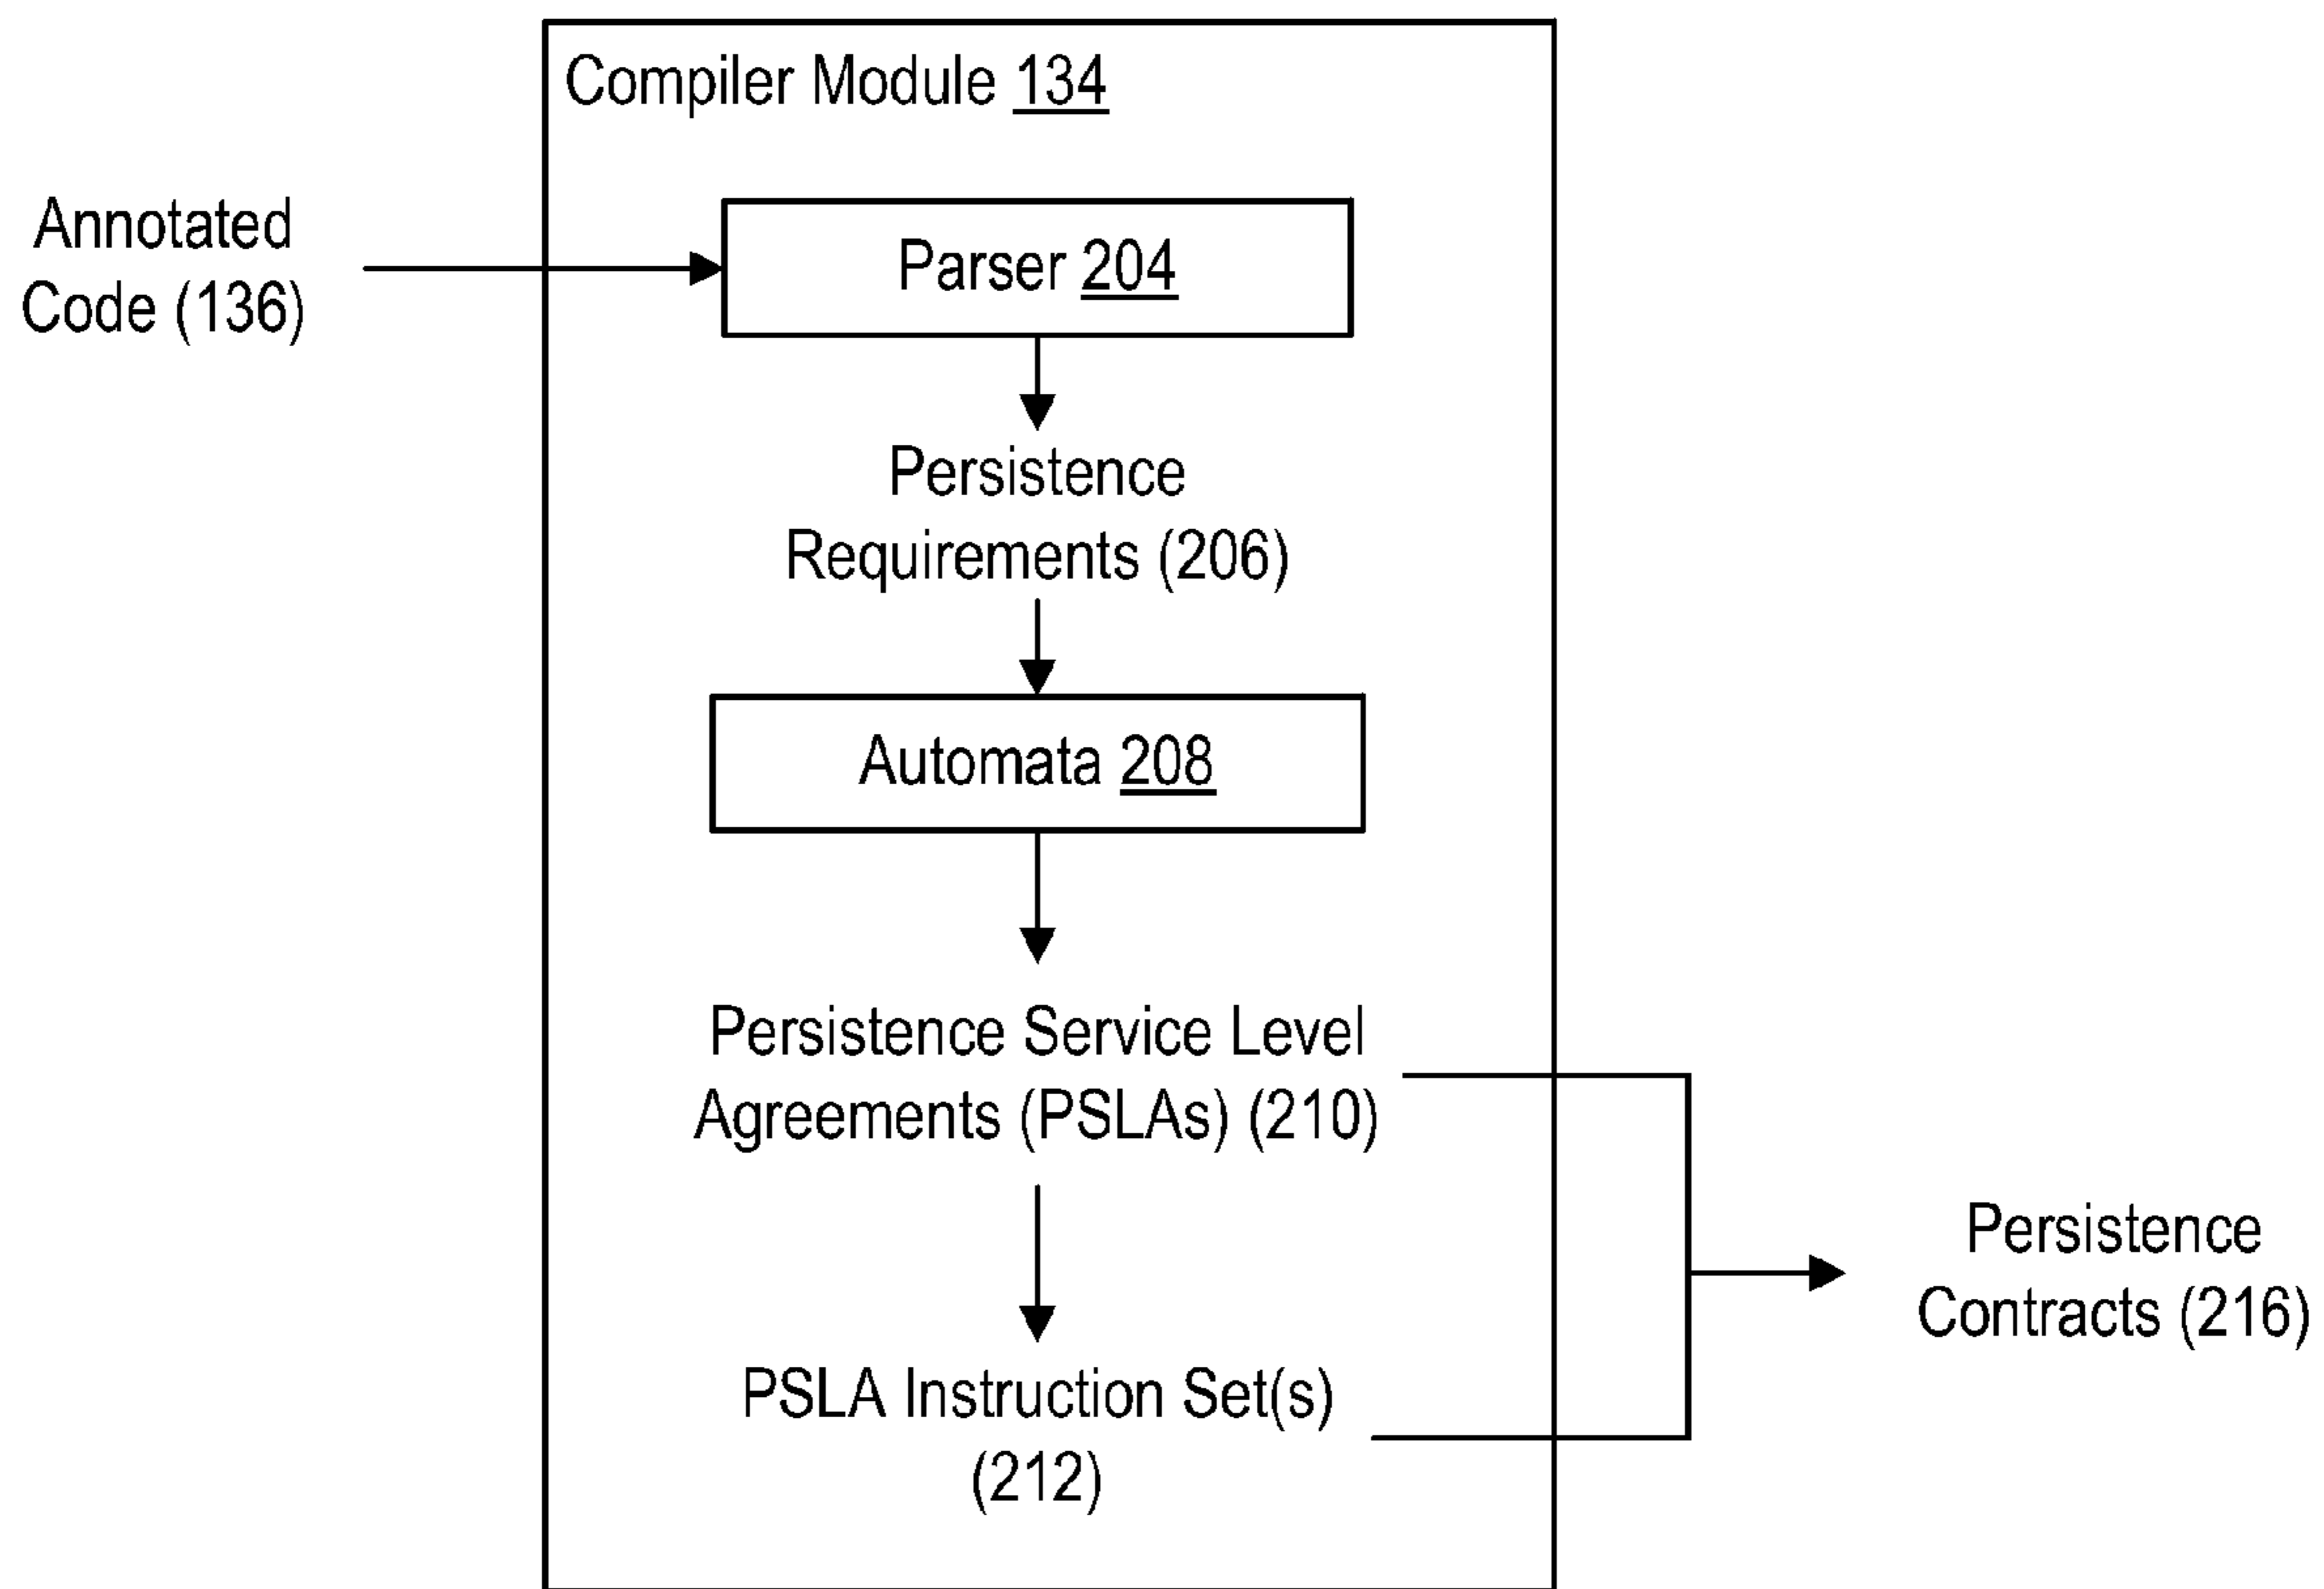 Compiler Module 134
Annotated
Code (136)
Parser 204
Persistence
Requirements (206)
Automata 208
Persistence Service Level
Agreements (PSLAs) (210)
PSLA Instruction Set(s)
(212)
Persistence
Contracts (216)